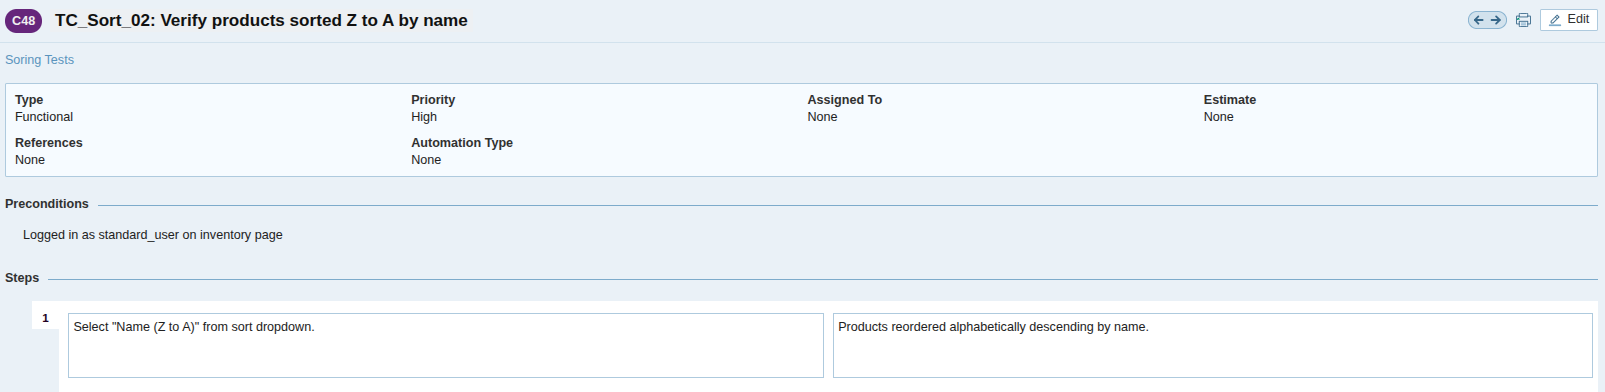 C48 TC_Sort_02: Verify products sorted Z to A by name Edit
Soring Tests
Type Priority Assigned To Estimate
Functional High None None
References Automation Type
None None
Preconditions
Logged in as standard_user on inventory page
Steps
1 Select "Name (Z to A)" from sort dropdown. Products reordered alphabetically descending by name.